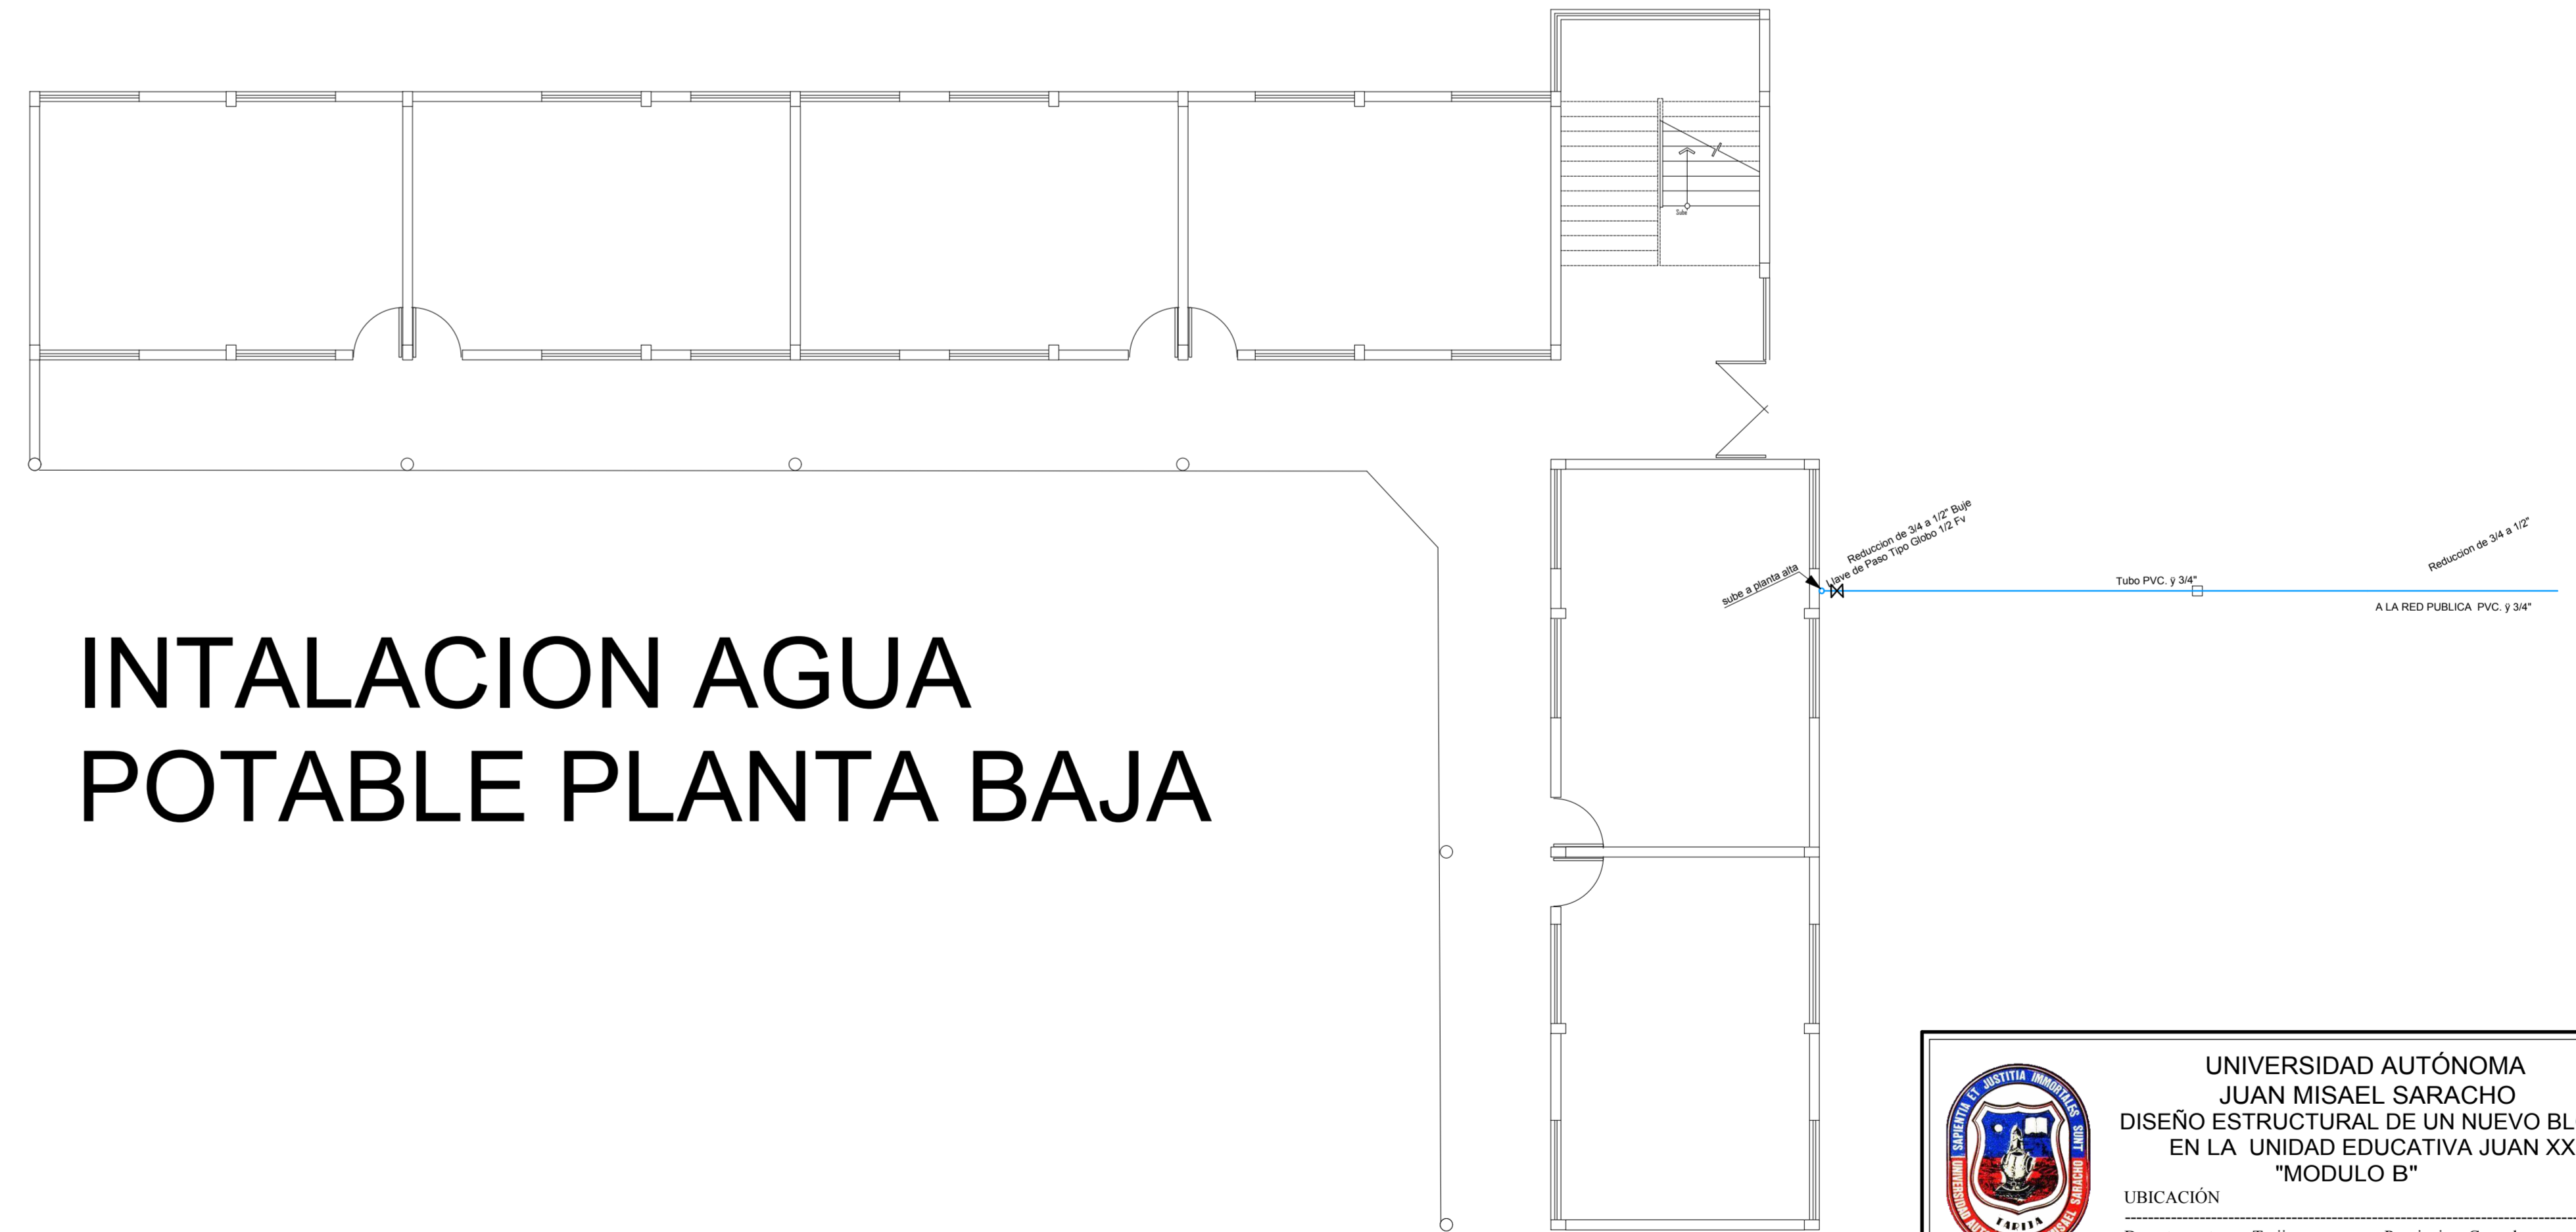 Sube
Reduccion de 3/4 a 1/2" Buje
Llave de Paso Tipo Globo 1/2 Fv
sube a planta alta
Reduccion de 3/4 a 1/2"
Tubo PVC. ÿ 3/4"
A LA RED PUBLICA PVC. ÿ 3/4"
INTALACION AGUA
POTABLE PLANTA BAJA
UNIVERSIDAD AUTÓNOMA
JUAN MISAEL SARACHO
DISEÑO ESTRUCTURAL DE UN NUEVO BL
EN LA UNIDAD EDUCATIVA JUAN XX
"MODULO B"
UBICACIÓN
SAPIENTIA ET JUSTITIA IMMORTALES SUNT
UNIVERSIDAD AUT MISAEL SARACHO
TARIJA